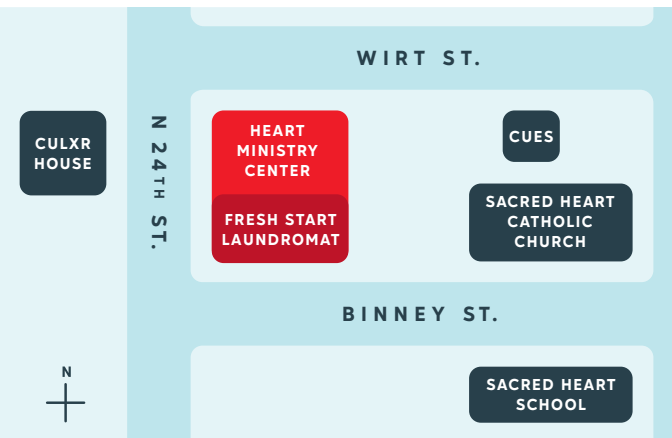 WIRT ST.
CULXR
HOUSE
N 24TH ST.
HEART
MINISTRY
CENTER
FRESH START
LAUNDROMAT
CUES
SACRED HEART
CATHOLIC
CHURCH
BINNEY ST.
N
SACRED HEART
SCHOOL